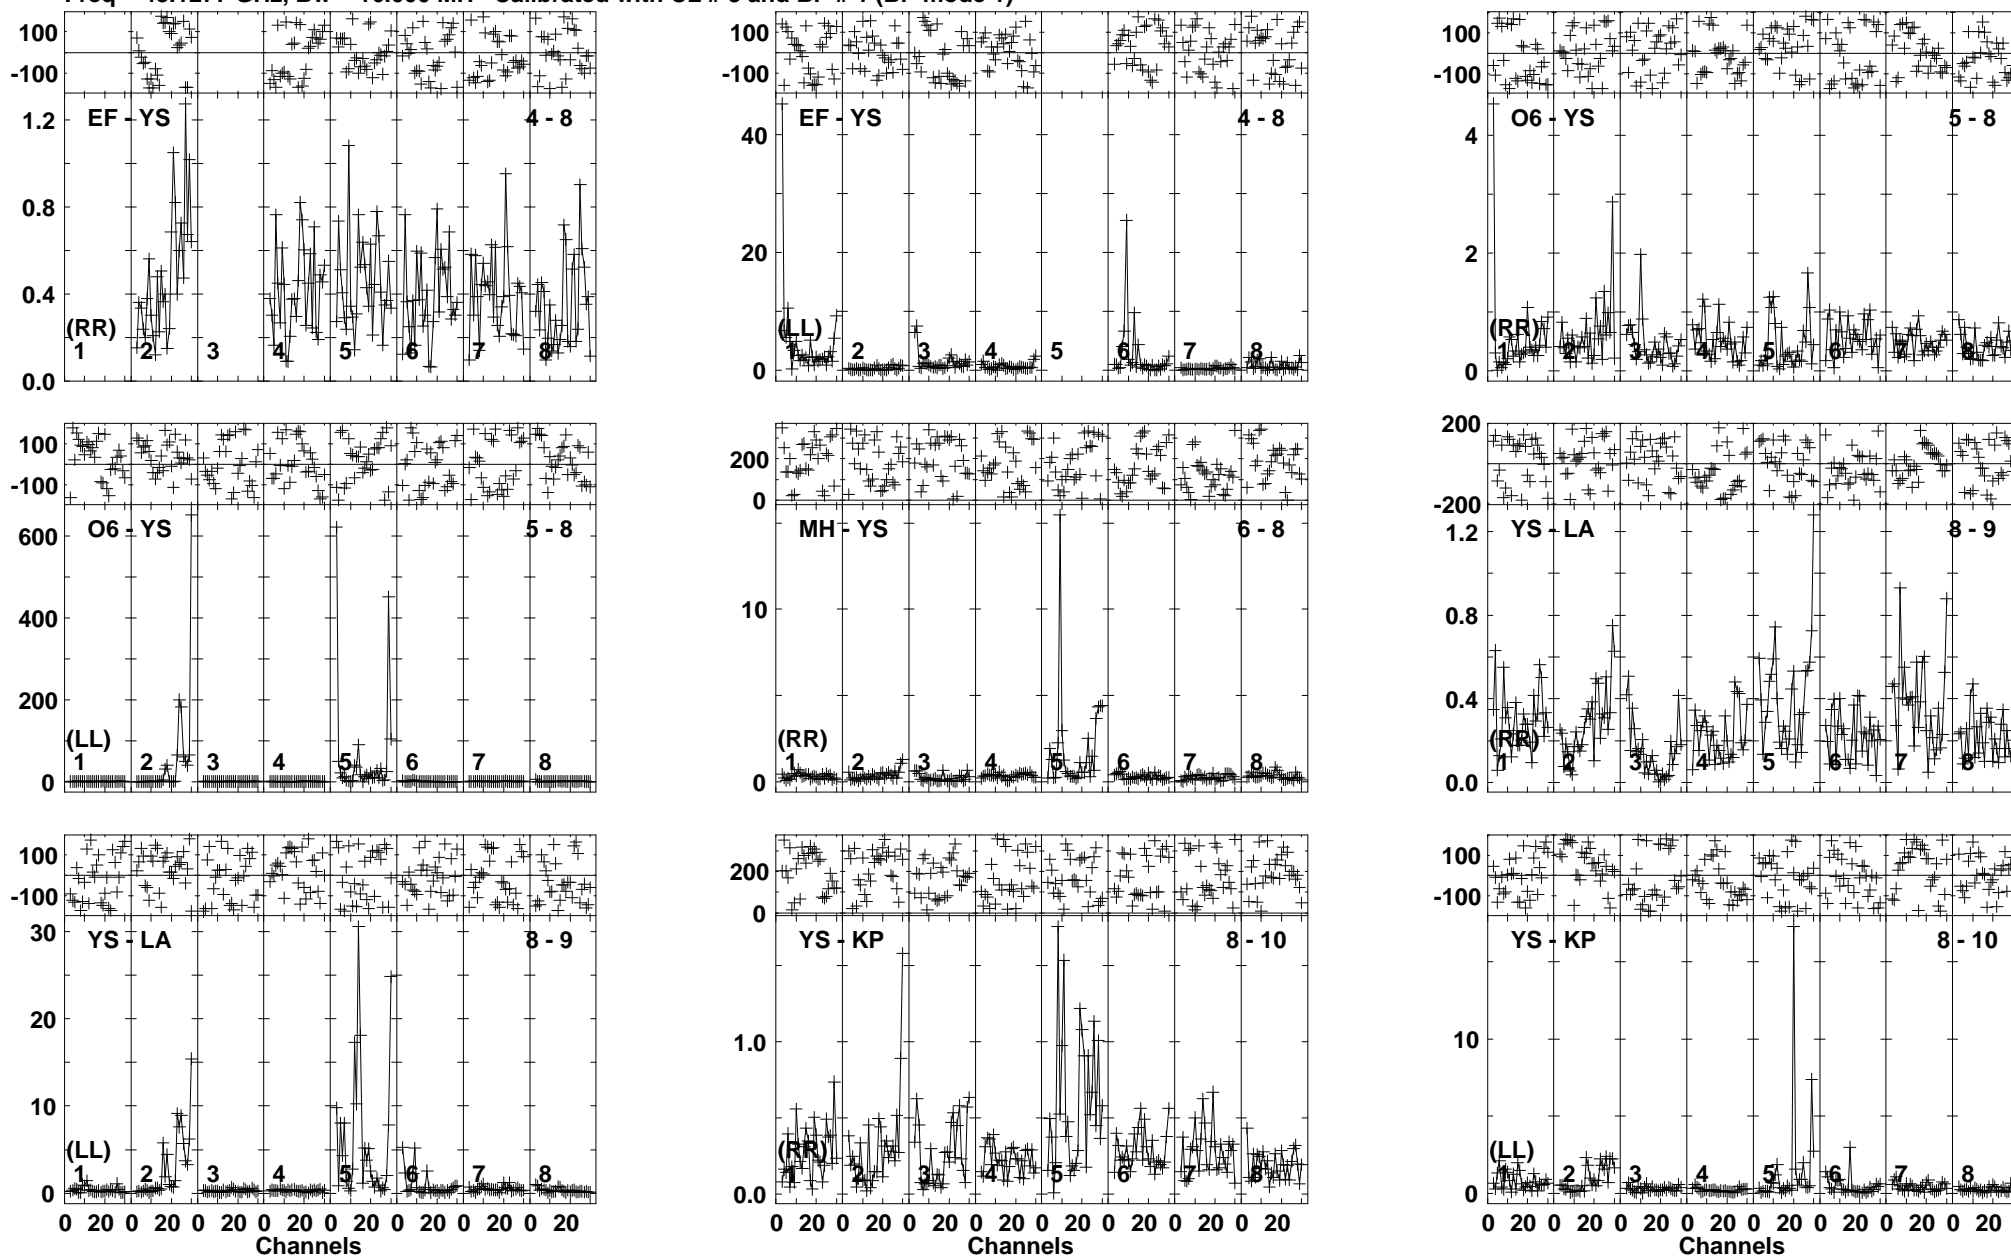 100 100 100
-100 -100 -100
EF - YS 4 - 8
1.2
0.8
0.4
0.0
(RR)
1 2 3 4 5 6 7 8
EF - YS 4 - 8
40
20
0
(LL)
1 2 3 4 5 6 7 8
O6 - YS 5 - 8
4
2
0
(RR)
1 2 3 4 5 6 7 8
100 200 200
-100 0 -200
O6 - YS 5 - 8
600
400
200
0
(LL)
1 2 3 4 5 6 7 8
MH - YS 6 - 8
10
0
(RR)
1 2 3 4 5 6 7 8
YS - LA 8 - 9
1.2
0.8
0.4
0.0
(RR)
1 2 3 4 5 6 7 8
100 200 100
-100 0 -100
YS - LA 8 - 9
30
20
10
0
(LL)
1 2 3 4 5 6 7 8
0 20 0 20 0 20 0 20 0 20 0 20 0 20 0 20
Channels
YS - KP 8 - 10
1.0
0.0
(RR)
1 2 3 4 5 6 7 8
0 20 0 20 0 20 0 20 0 20 0 20 0 20 0 20
Channels
YS - KP 8 - 10
10
0
(LL)
1 2 3 4 5 6 7 8
0 20 0 20 0 20 0 20 0 20 0 20 0 20 0 20
Channels